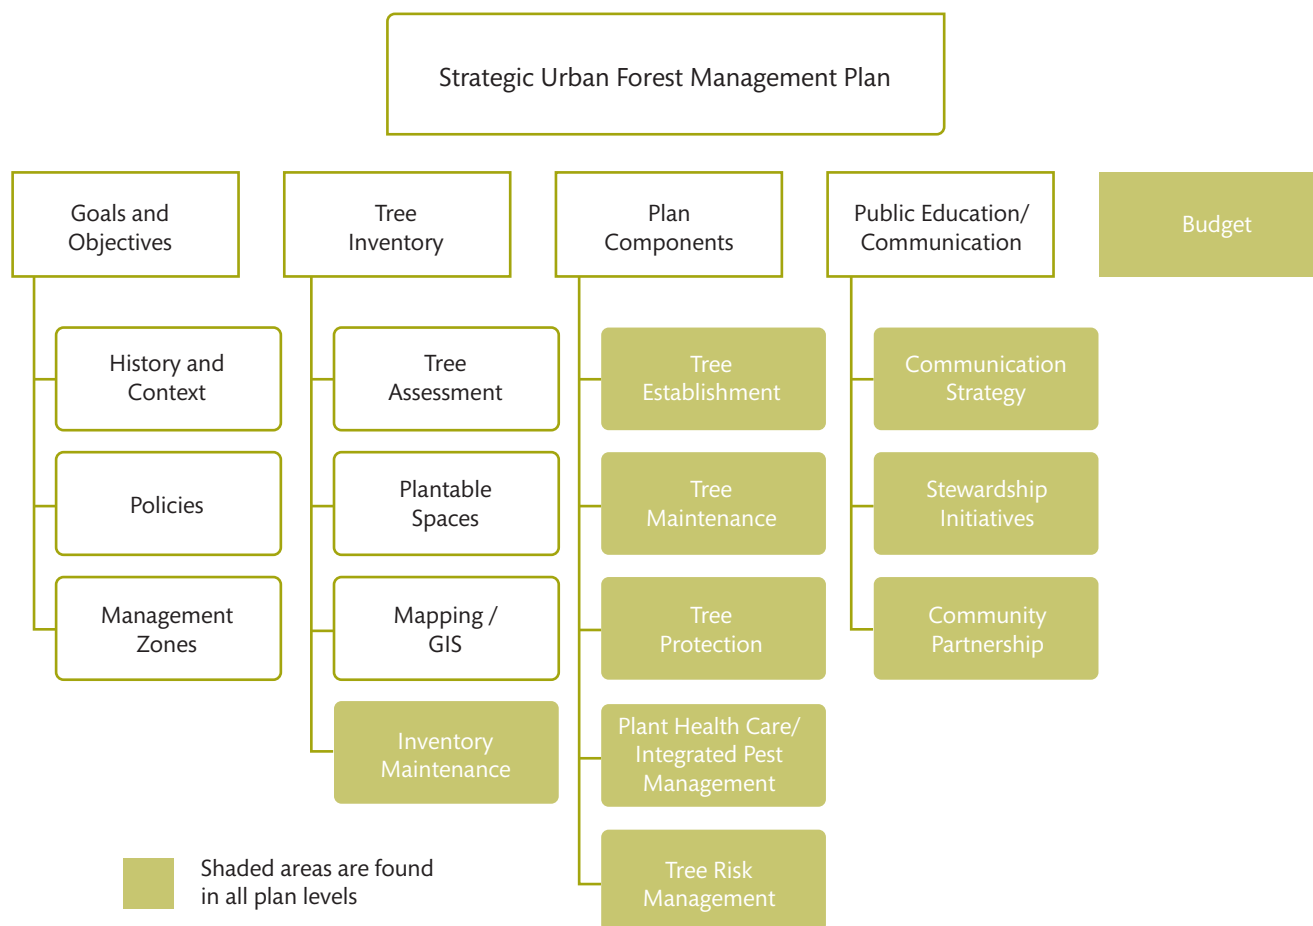 Strategic Urban Forest Management Plan
Goals and
Objectives
Tree
Inventory
Plan
Components
Public Education/
Communication
Budget
History and
Context
Policies
Management
Zones
Tree
Assessment
Plantable
Spaces
Mapping /
GIS
Inventory
Maintenance
Tree
Establishment
Tree
Maintenance
Tree
Protection
Plant Health Care/
Integrated Pest
Management
Tree Risk
Management
Communication
Strategy
Stewardship
Initiatives
Community
Partnership
Shaded areas are found
in all plan levels